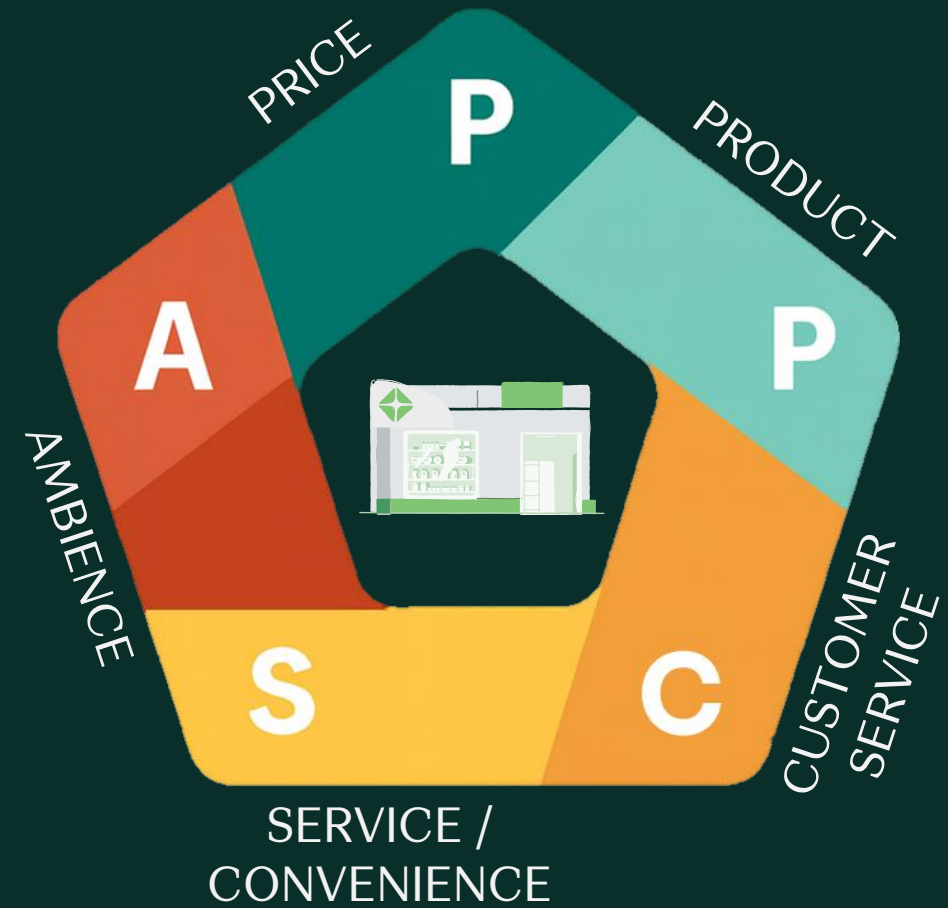 PRICE
P
PRODUCT
A
P
AMBIENCE
S
C
CUSTOMER
SERVICE
SERVICE /
CONVENIENCE